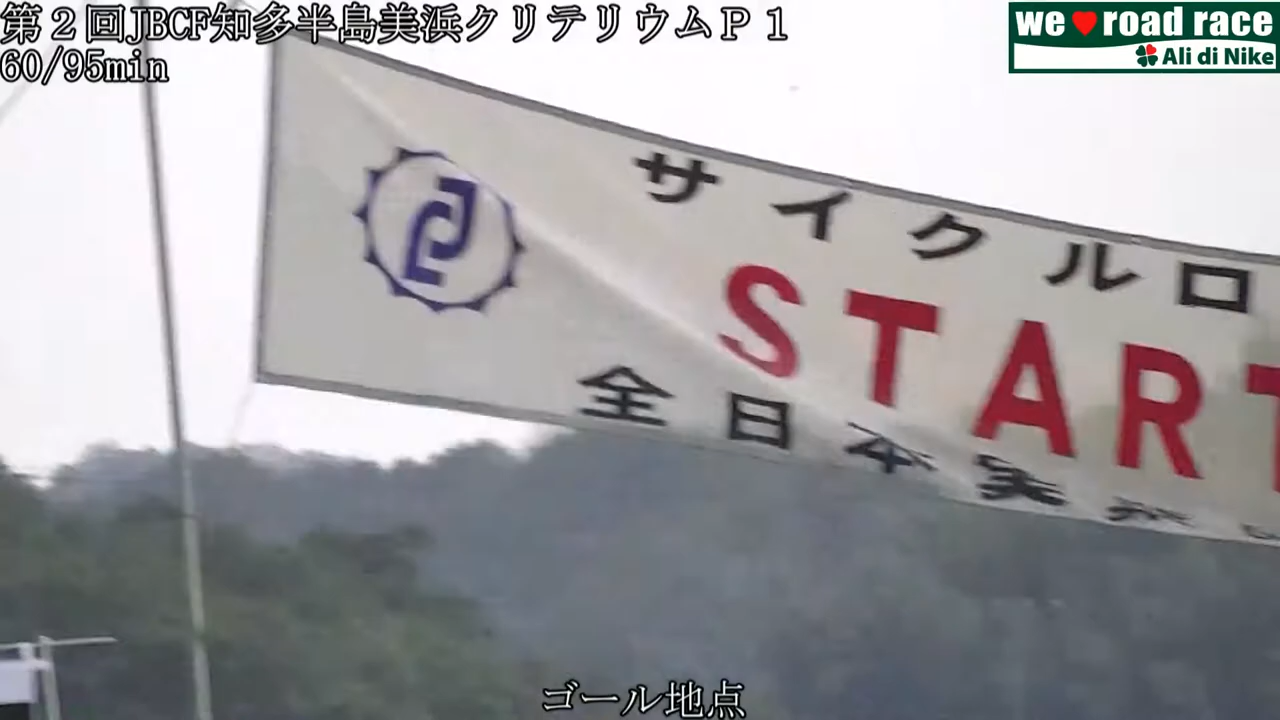 第２回JBCF知多半島美浜クリテリウムＰ１
60/95min
we road race
Ali di Nike
サイクルロ
START
全日本実
ゴール地点